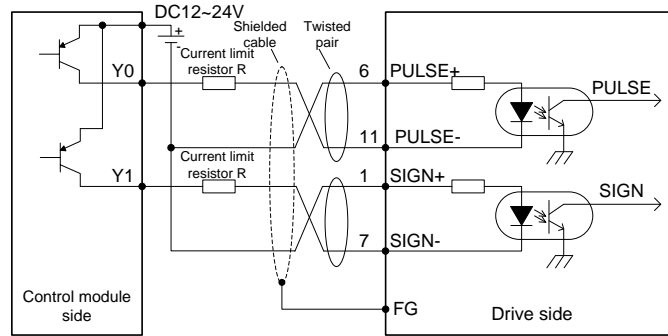 DC12~24V
Shielded
cable
Twisted
pair
+
-
Current limit
resistor R
Y0
6
PULSE+
PULSE
11
PULSE-
Current limit
resistor R
Y1
1
SIGN+
SIGN
7
SIGN-
FG
Control module
side
Drive side